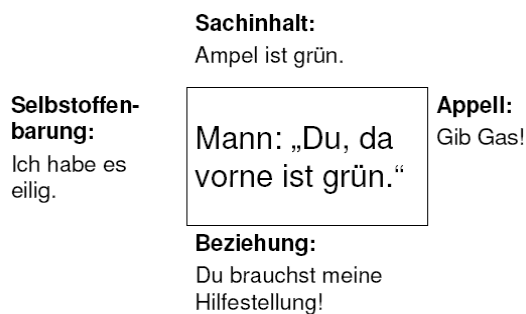 Sachinhalt:
Ampel ist grün.
Selbstoffen-
barung:
Ich habe es
eilig.
Mann: „Du, da
vorne ist grün.“
Appell:
Gib Gas!
Beziehung:
Du brauchst meine
Hilfestellung!